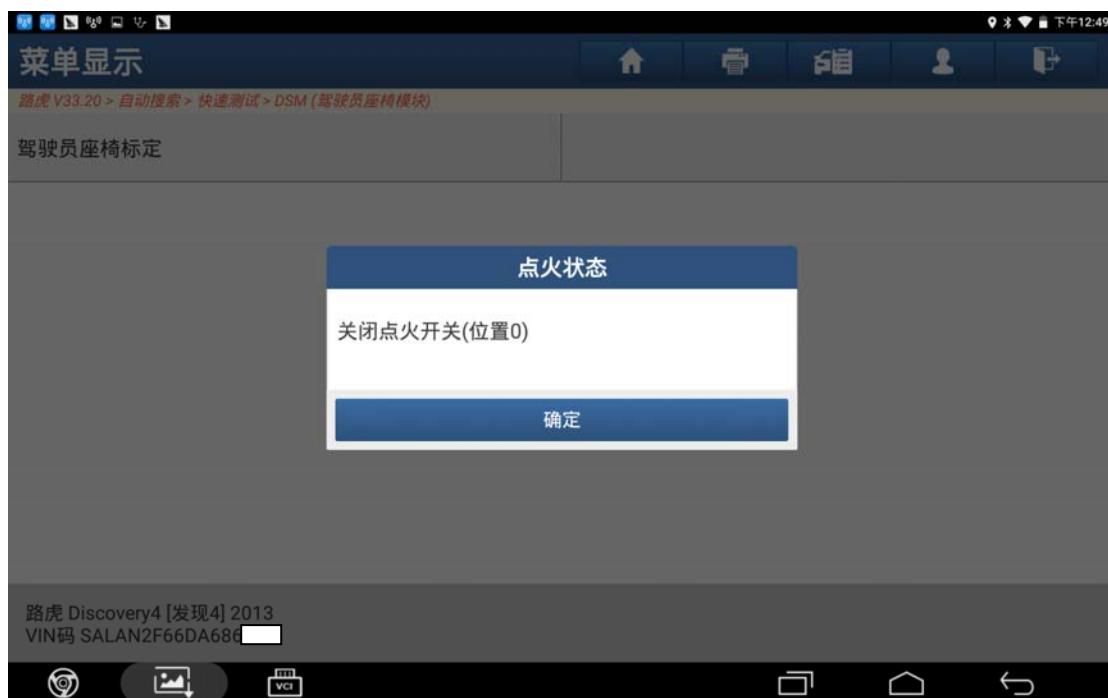 下午12:49
菜单显示
路虎 V33.20 > 自动搜索 > 快速测试 > DSM (驾驶员座椅模块)
驾驶员座椅标定
点火状态
关闭点火开关(位置0)
确定
路虎 Discovery4 [发现4] 2013
VIN码 SALAN2F66DA686
VCI